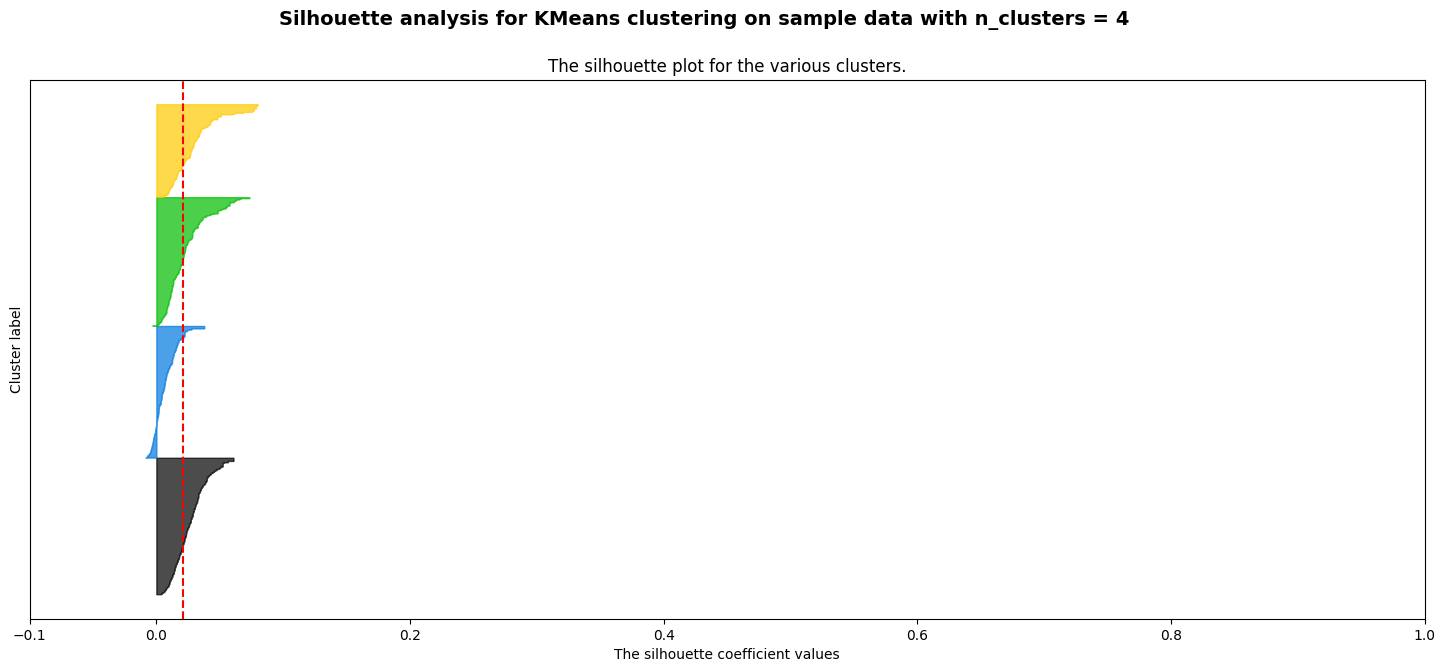 Silhouette analysis for KMeans clustering on sample data with n_clusters = 4
The silhouette plot for the various clusters.
Cluster label
−0.1 0.0 0.2 0.4 0.6 0.8 1.0
The silhouette coefficient values